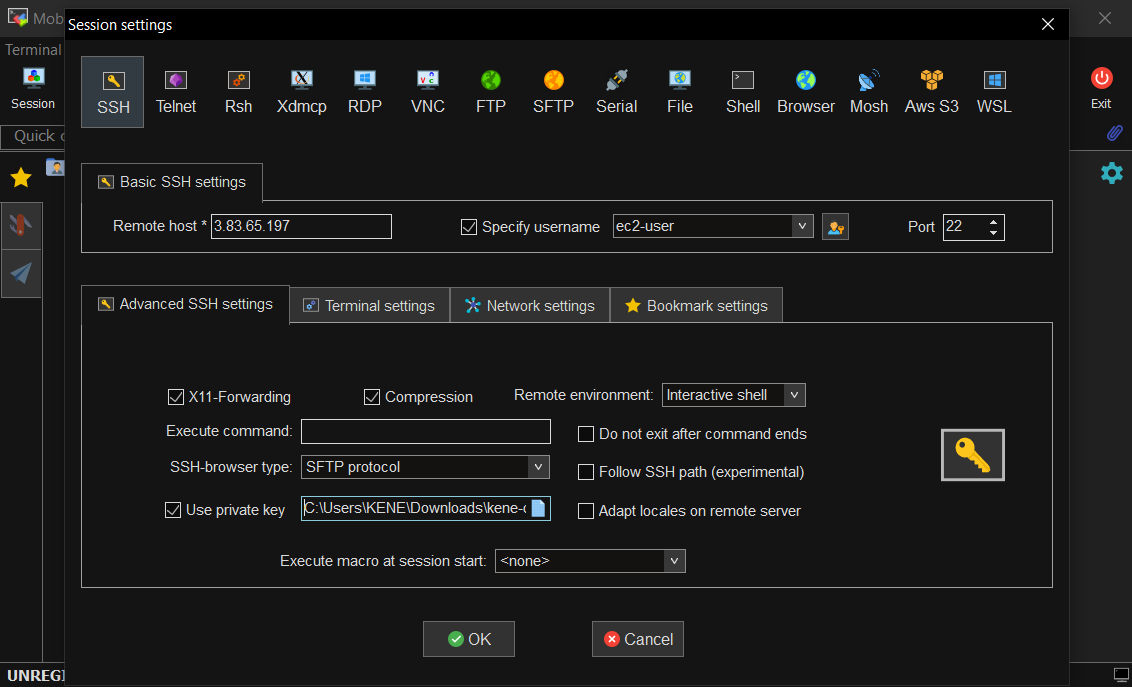 Mob
Session settings
Terminal
Session
SSH
Telnet
Rsh
Xdmcp
RDP
VNC
FTP
SFTP
Serial
File
Shell
Browser
Mosh
Aws S3
WSL
Exit
Quick c
Basic SSH settings
Remote host * 3.83.65.197
Specify username ec2-user
Port 22
Advanced SSH settings
Terminal settings
Network settings
Bookmark settings
X11-Forwarding
Compression
Remote environment: Interactive shell
Execute command:
Do not exit after command ends
SSH-browser type: SFTP protocol
Follow SSH path (experimental)
Use private key C:\Users\KENE\Downloads\kene-c
Adapt locales on remote server
Execute macro at session start: <none>
OK
Cancel
UNREGI